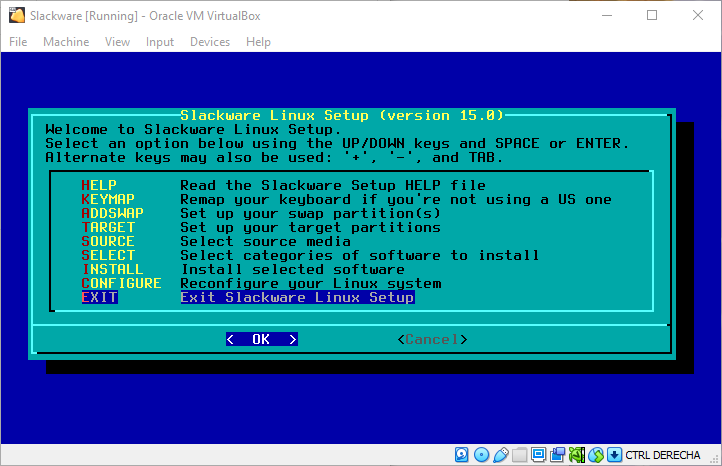 Slackware [Running] - Oracle VM VirtualBox
File Machine View Input Devices Help
Slackware Linux Setup (version 15.0)
Welcome to Slackware Linux Setup.
Select an option below using the UP/DOWN keys and SPACE or ENTER.
Alternate keys may also be used: '+', '-', and TAB.
HELP Read the Slackware Setup HELP file
KEYMAP Remap your keyboard if you're not using a US one
ADDSWAP Set up your swap partition(s)
TARGET Set up your target partitions
SOURCE Select source media
SELECT Select categories of software to install
INSTALL Install selected software
CONFIGURE Reconfigure your Linux system
EXIT Exit Slackware Linux Setup
< OK > <Cancel>
CTRL DERECHA